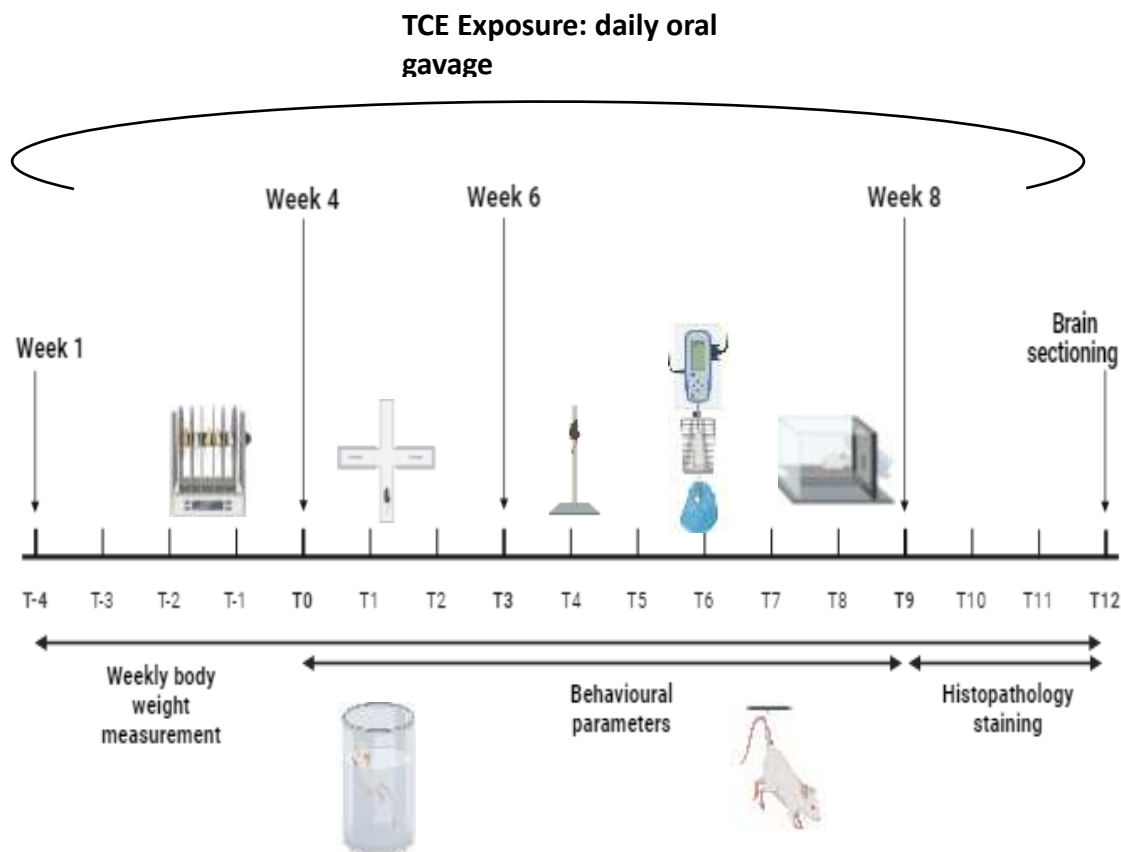 TCE Exposure: daily oral
gavage
Week 4
Week 6
Week 8
Week 1
Brain
sectioning
T-4 T-3 T-2 T-1 T0 T1 T2 T3 T4 T5 T6 T7 T8 T9 T10 T11 T12
Weekly body
weight
measurement
Behavioural
parameters
Histopathology
staining